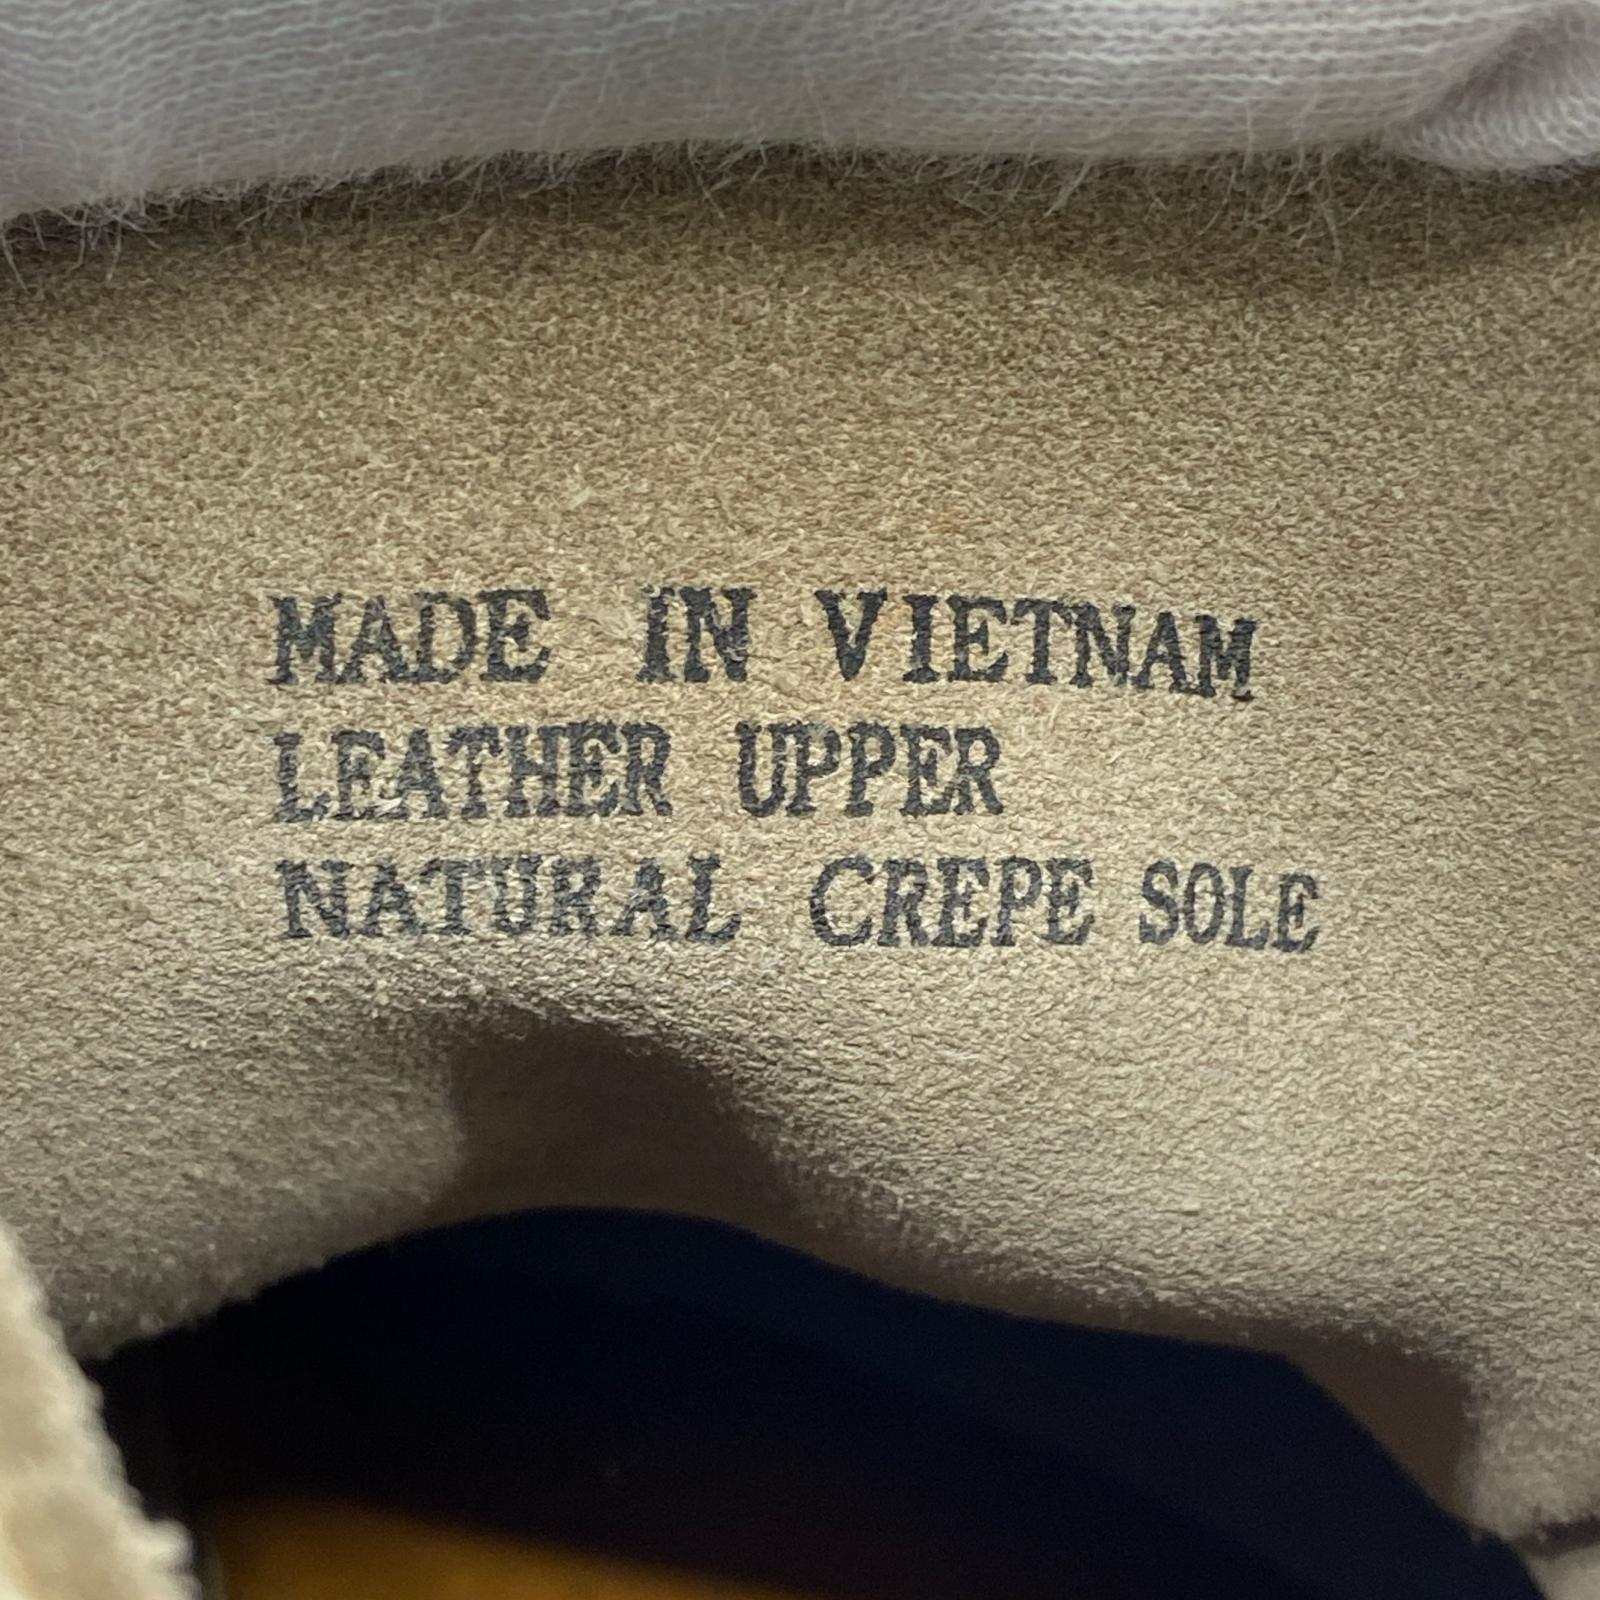 MADE IN VIETNAM
LEATHER UPPER
NATURAL CREPE SOLE